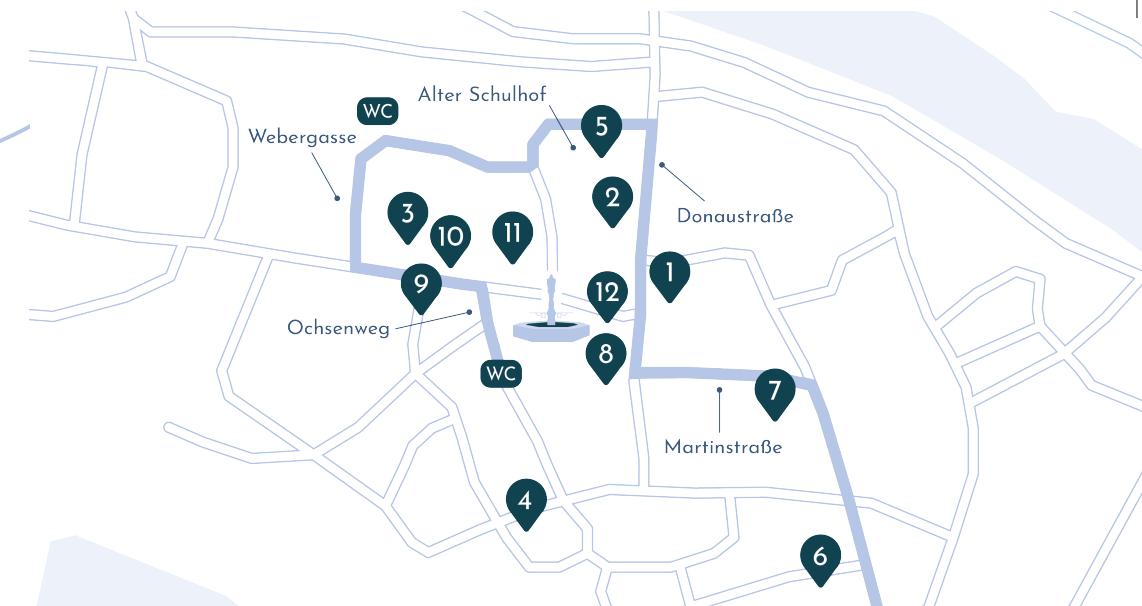 Alter Schulhof
WC
5
Webergasse
2
3
Donaustraße
11
10
1
9
12
Ochsenweg
8
WC
7
Martinstraße
4
6